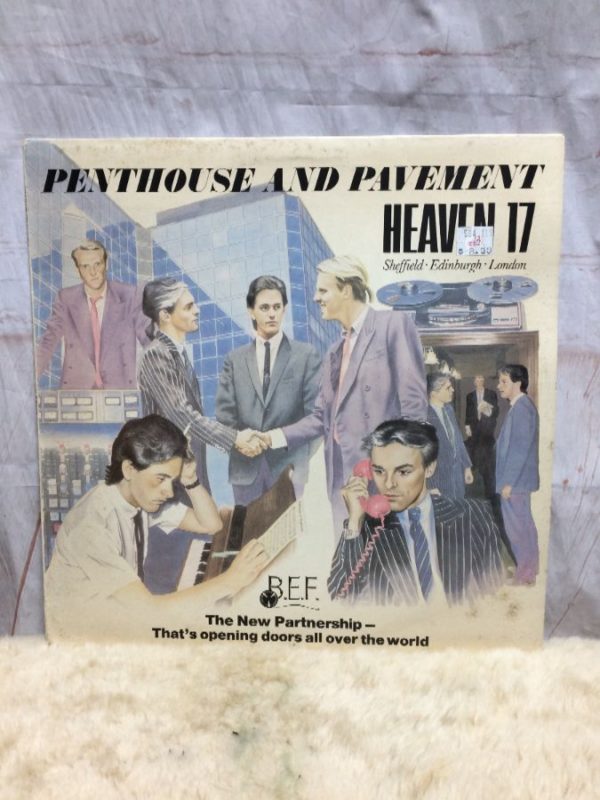 PENTHOUSE AND PAVEMENT
HEAVEN 17
Sheffield · Edinburgh · London
B.E.F.
The New Partnership –
That's opening doors all over the world